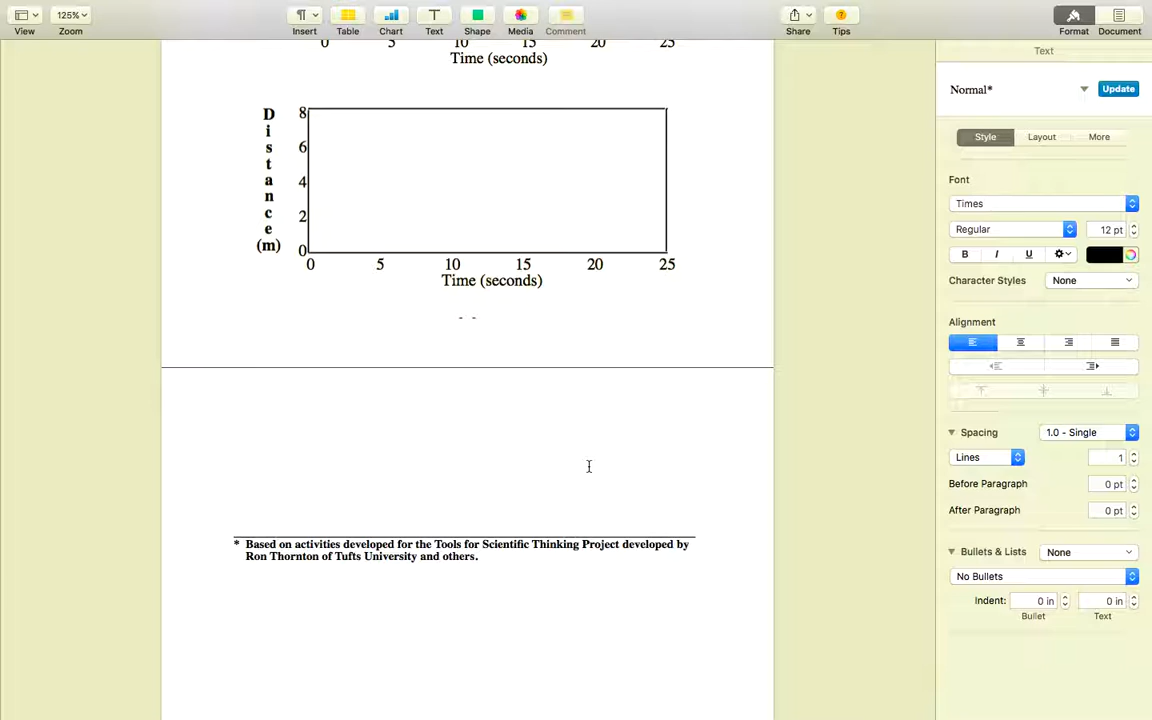 125%
View
Zoom
Insert
Table
Chart
Text
Shape
Media
Comment
Share
Tips
Format
Document
0 5 10 15 20 25
Time (seconds)
Distance (m)
8
6
4
2
0
0 5 10 15 20 25
Time (seconds)
- -
* Based on activities developed for the Tools for Scientific Thinking Project developed by
Ron Thornton of Tufts University and others.
Text
Normal*
Update
Style Layout More
Font
Times
Regular 12 pt
B I U
Character Styles None
Alignment
Spacing 1.0 - Single
Lines 1
Before Paragraph 0 pt
After Paragraph 0 pt
Bullets & Lists None
No Bullets
Indent: 0 in 0 in
Bullet Text